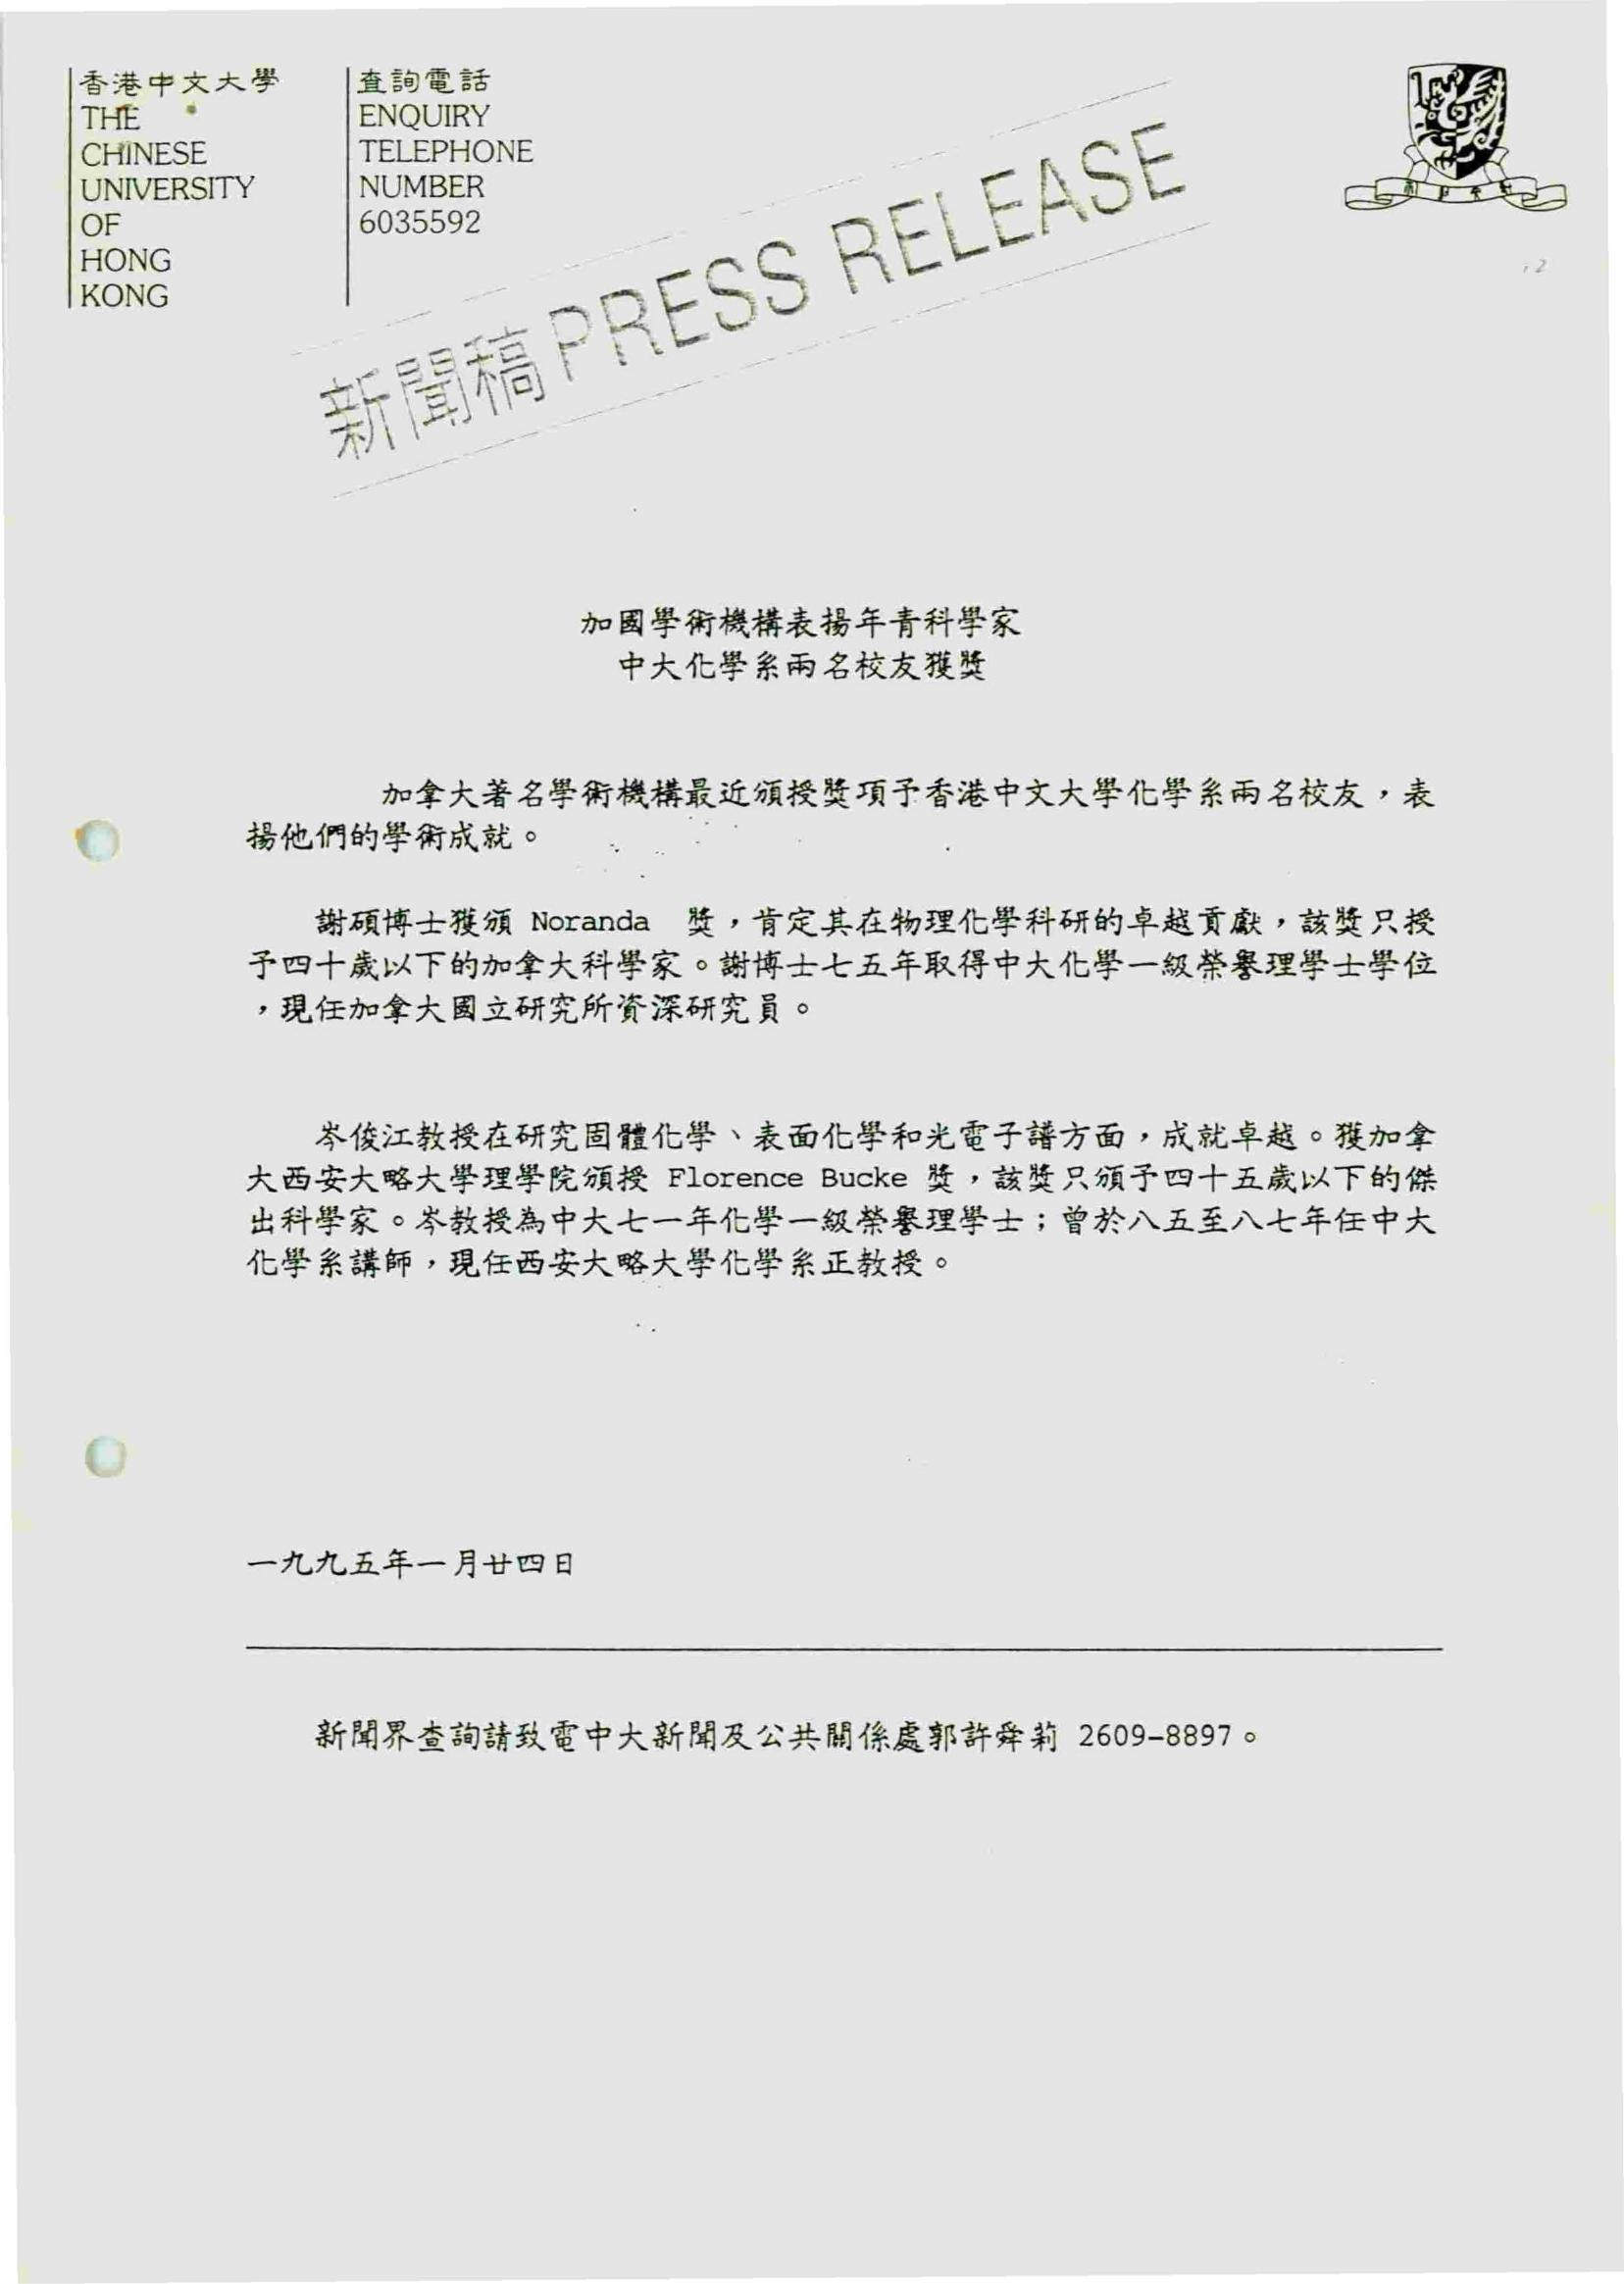 香港中文大學
THE
CHINESE
UNIVERSITY
OF
HONG
KONG
查詢電話
ENQUIRY
TELEPHONE
NUMBER
6035592
新聞稿 PRESS RELEASE
加國學術機構表揚年青科學家
中大化學系兩名校友獲獎
加拿大著名學術機構最近頒授獎項予香港中文大學化學系兩名校友，表
揚他們的學術成就。
謝碩博士獲頒 Noranda 獎，肯定其在物理化學科研的卓越貢獻，該獎只授
予四十歲以下的加拿大科學家。謝博士七五年取得中大化學一級榮譽理學士學位
，現任加拿大國立研究所資深研究員。
岑俊江教授在研究固體化學、表面化學和光電子譜方面，成就卓越。獲加拿
大西安大略大學理學院頒授 Florence Bucke 獎，該獎只頒予四十五歲以下的傑
出科學家。岑教授為中大七一年化學一級榮譽理學士；曾於八五至八七年任中大
化學系講師，現任西安大略大學化學系正教授。
一九九五年一月廿四日
新聞界查詢請致電中大新聞及公共關係處郭許舜莉 2609-8897。